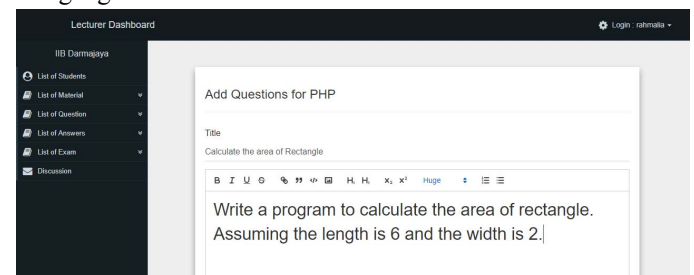 Lecturer Dashboard
Login : rahmalia
IIB Darmajaya
List of Students
List of Material
List of Question
List of Answers
List of Exam
Discussion
Add Questions for PHP
Title
Calculate the area of Rectangle
B I U S H₁ H₂ x₂ x² Huge
Write a program to calculate the area of rectangle.
Assuming the length is 6 and the width is 2.